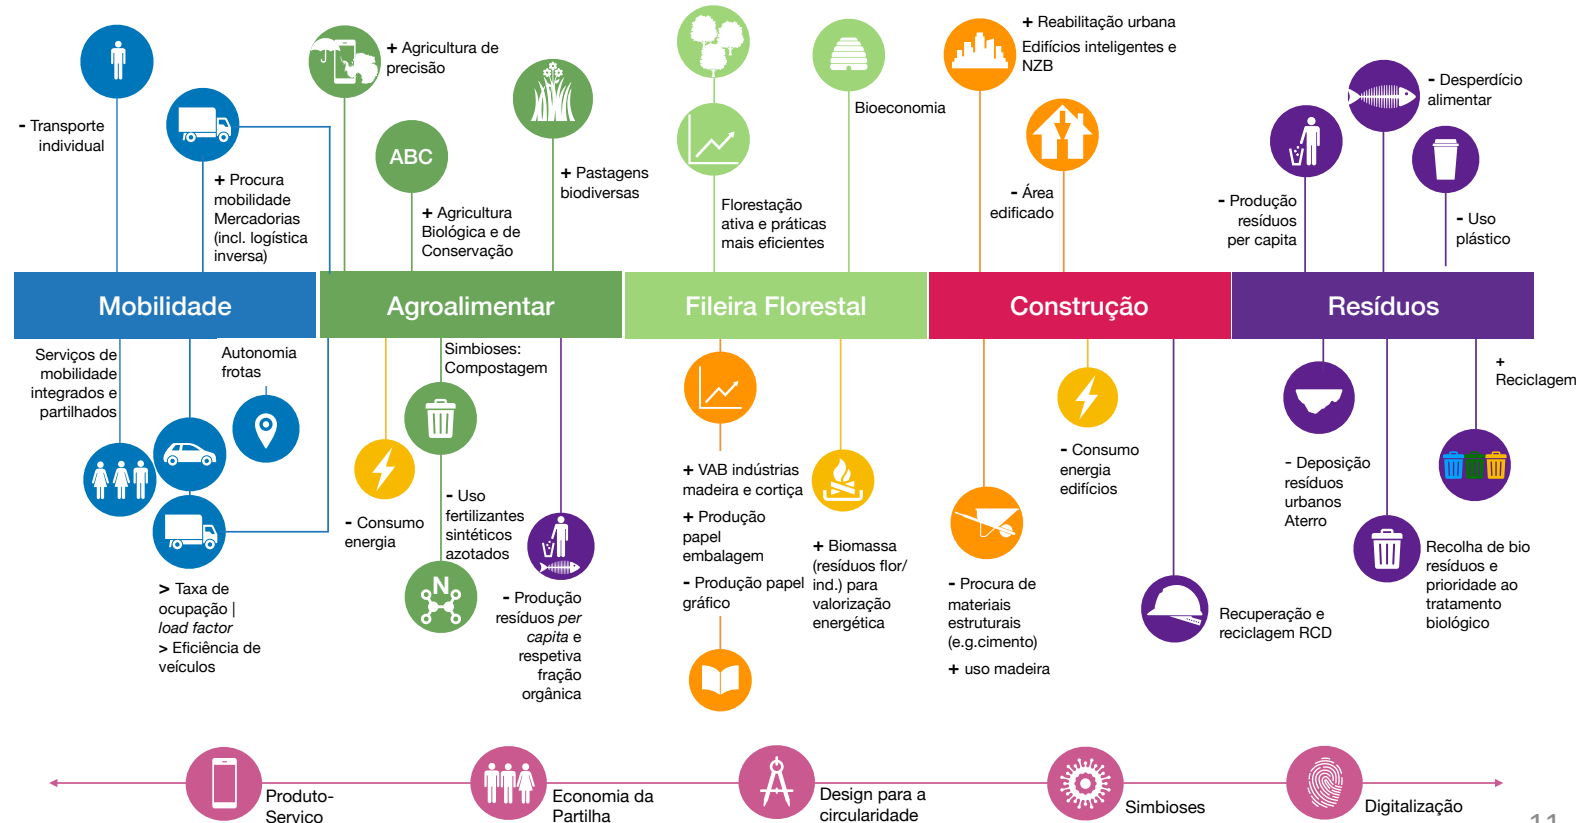 - Transporte
individual
+ Procura
mobilidade
Mercadorias
(incl. logística
inversa)
+ Agricultura de
precisão
ABC
+ Agricultura
Biológica e de
Conservação
+ Pastagens
biodiversas
Florestação
ativa e práticas
mais eficientes
Bioeconomia
+ Reabilitação urbana
Edifícios inteligentes e
NZB
- Área
edificado
- Produção
resíduos
per capita
- Desperdício
alimentar
- Uso
plástico
Mobilidade
Agroalimentar
Fileira Florestal
Construção
Resíduos
Serviços de
mobilidade
integrados e
partilhados
Autonomia
frotas
> Taxa de
ocupação |
load factor
> Eficiência de
veículos
- Consumo
energia
Simbioses:
Compostagem
- Uso
fertilizantes
sintéticos
azotados
N
- Produção
resíduos per
capita e
respetiva
fração
orgânica
+ VAB indústrias
madeira e cortiça
+ Produção
papel
embalagem
- Produção papel
gráfico
+ Biomassa
(resíduos flor/
ind.) para
valorização
energética
- Procura de
materiais
estruturais
(e.g.cimento)
+ uso madeira
- Consumo
energia
edifícios
Recuperação e
reciclagem RCD
- Deposição
resíduos
urbanos
Aterro
Recolha de bio
resíduos e
prioridade ao
tratamento
biológico
+
Reciclagem
Produto-
Serviço
Economia da
Partilha
Design para a
circularidade
Simbioses
Digitalização
11